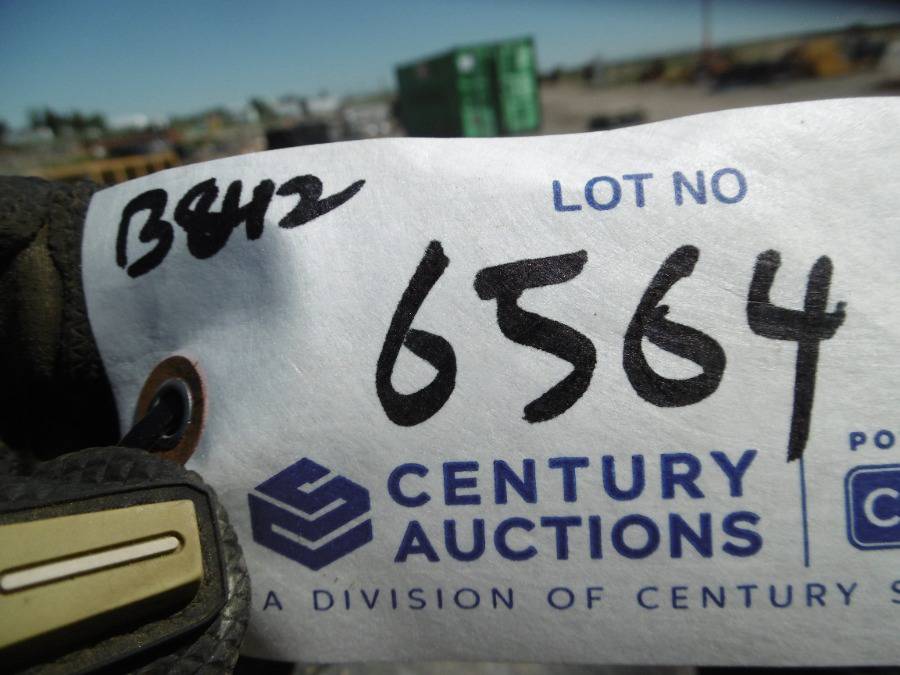 B842
LOT NO
6564
CENTURY
AUCTIONS
A DIVISION OF CENTURY